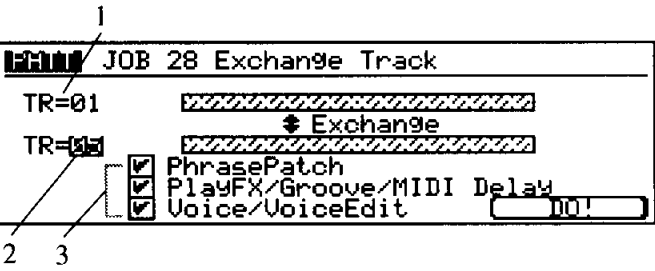 1
PATT JOB 28 Exchange Track
TR=01
Exchange
TR=
PhrasePatch
PlayFX/Groove/MIDI Delay
Voice/VoiceEdit DO!
2 3